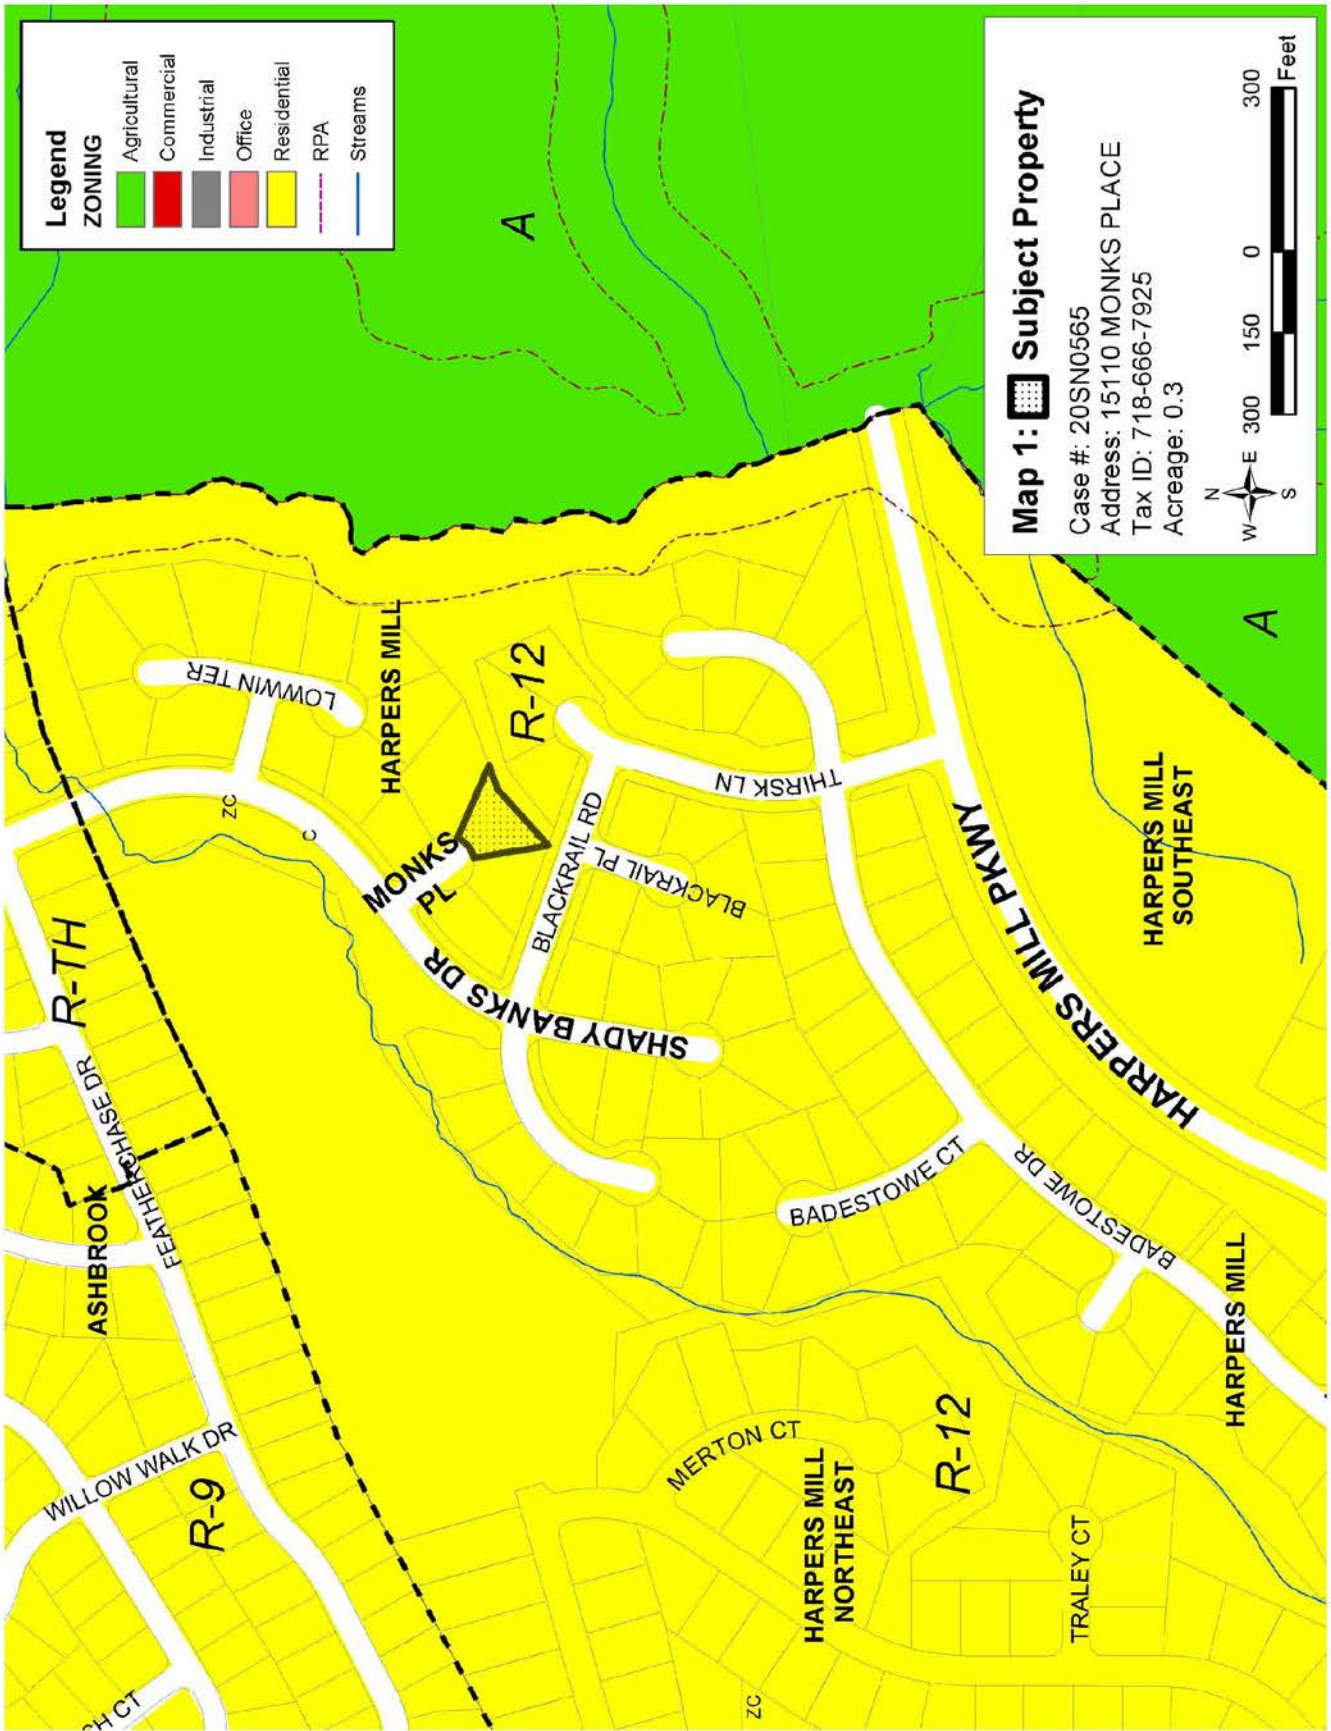 Legend
ZONING
Agricultural
Commercial
Industrial
Office
Residential
RPA
Streams
A
R-TH
ASHBROOK
FEATHERCHASE DR
WILLOW WALK DR
R-9
SH CT
LOWWINTER
HARPERS MILL
ZC
C
MONKS
PL
R-12
BLACKRAIL RD
BLACKRAIL PL
THIRSK LN
SHADY BANKS DR
HARPERS MILL PKWY
HARPERS MILL
SOUTHEAST
A
BADESTOWE CT
BADESTOWE DR
HARPERS MILL
MERTON CT
HARPERS MILL
NORTHEAST
R-12
TRALEY CT
ZC
Map 1: Subject Property
Case #: 20SN0565
Address: 15110 MONKS PLACE
Tax ID: 718-666-7925
Acreage: 0.3
N
W E
S
300 150 0 300
Feet